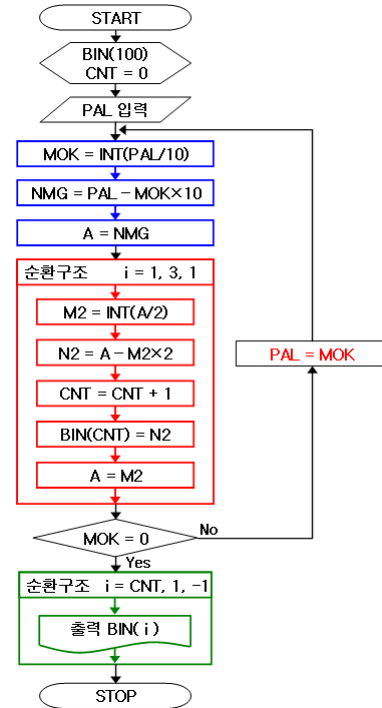 START
BIN(100)
CNT = 0
PAL 입력
MOK = INT(PAL/10)
NMG = PAL－MOK×10
A = NMG
순환구조 i = 1, 3, 1
M2 = INT(A/2)
N2 = A－M2×2
CNT = CNT + 1
BIN(CNT) = N2
A = M2
PAL = MOK
MOK = 0
No
Yes
순환구조 i = CNT, 1, −1
출력 BIN( i )
STOP